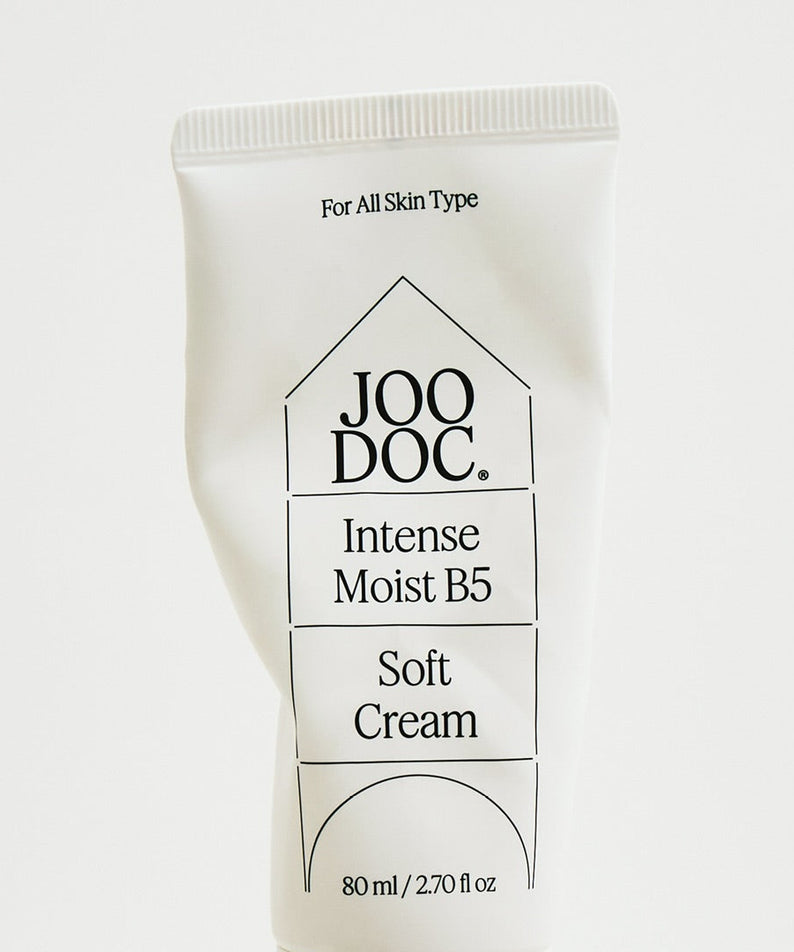 For All Skin Type
JOO
DOC.®
Intense
Moist B5
Soft
Cream
80 ml / 2.70 fl oz